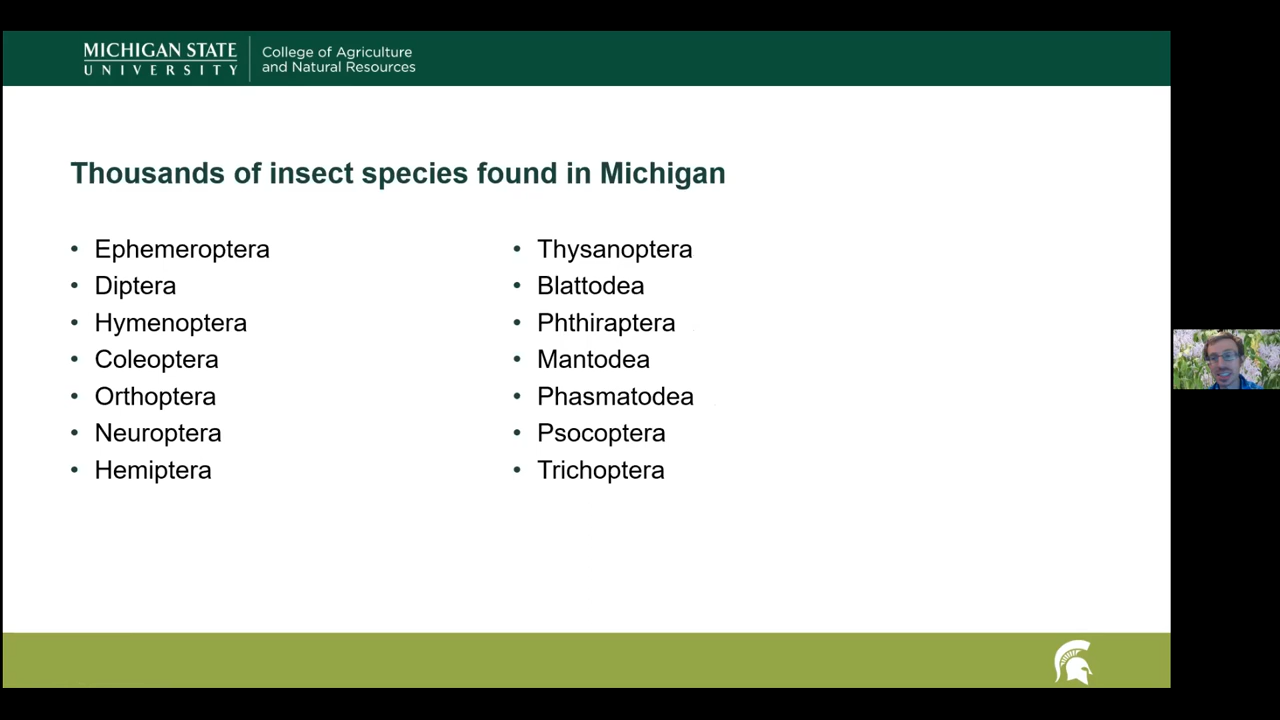 MICHIGAN STATE
UNIVERSITY
College of Agriculture
and Natural Resources
Thousands of insect species found in Michigan
• Ephemeroptera
• Diptera
• Hymenoptera
• Coleoptera
• Orthoptera
• Neuroptera
• Hemiptera
• Thysanoptera
• Blattodea
• Phthiraptera
• Mantodea
• Phasmatodea
• Psocoptera
• Trichoptera